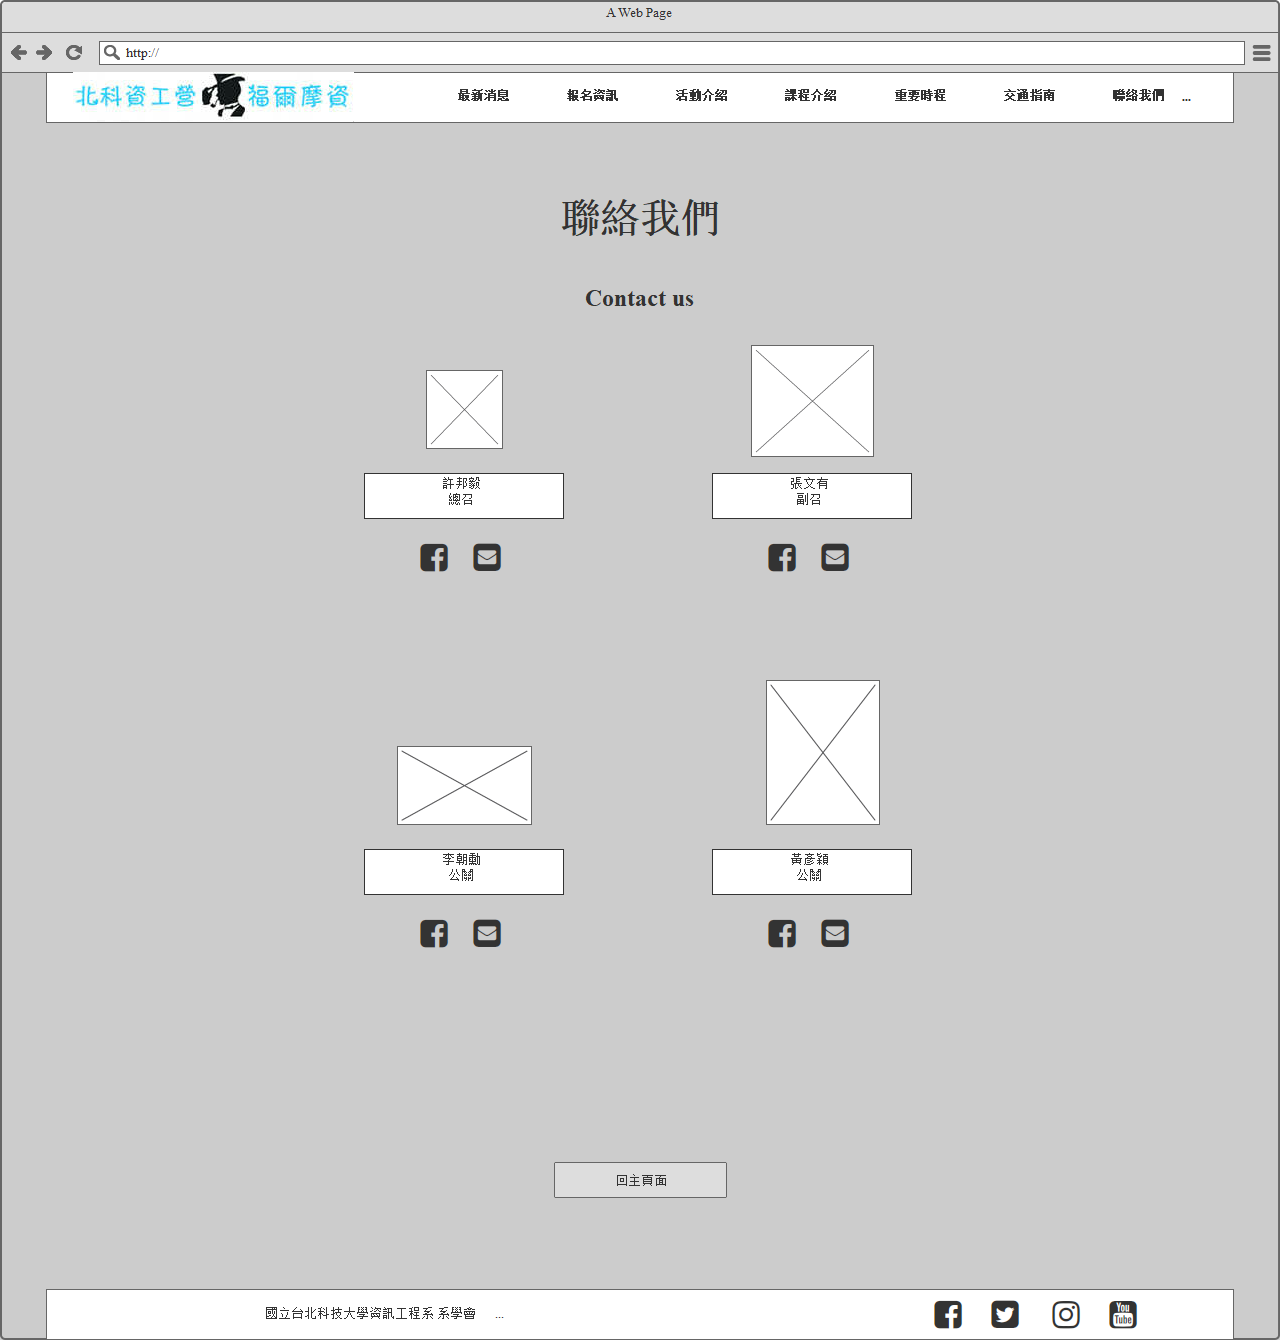 A Web Page
http://
北科資工營 福爾摩資
最新消息 報名資訊 活動介紹 課程介紹 重要時程 交通指南 聯絡我們 ...
聯絡我們
Contact us
許邦毅
總召
張文有
副召
李朝勳
公關
黃彥穎
公關
回主頁面
國立台北科技大學資訊工程系 系學會 ...
You
Tube